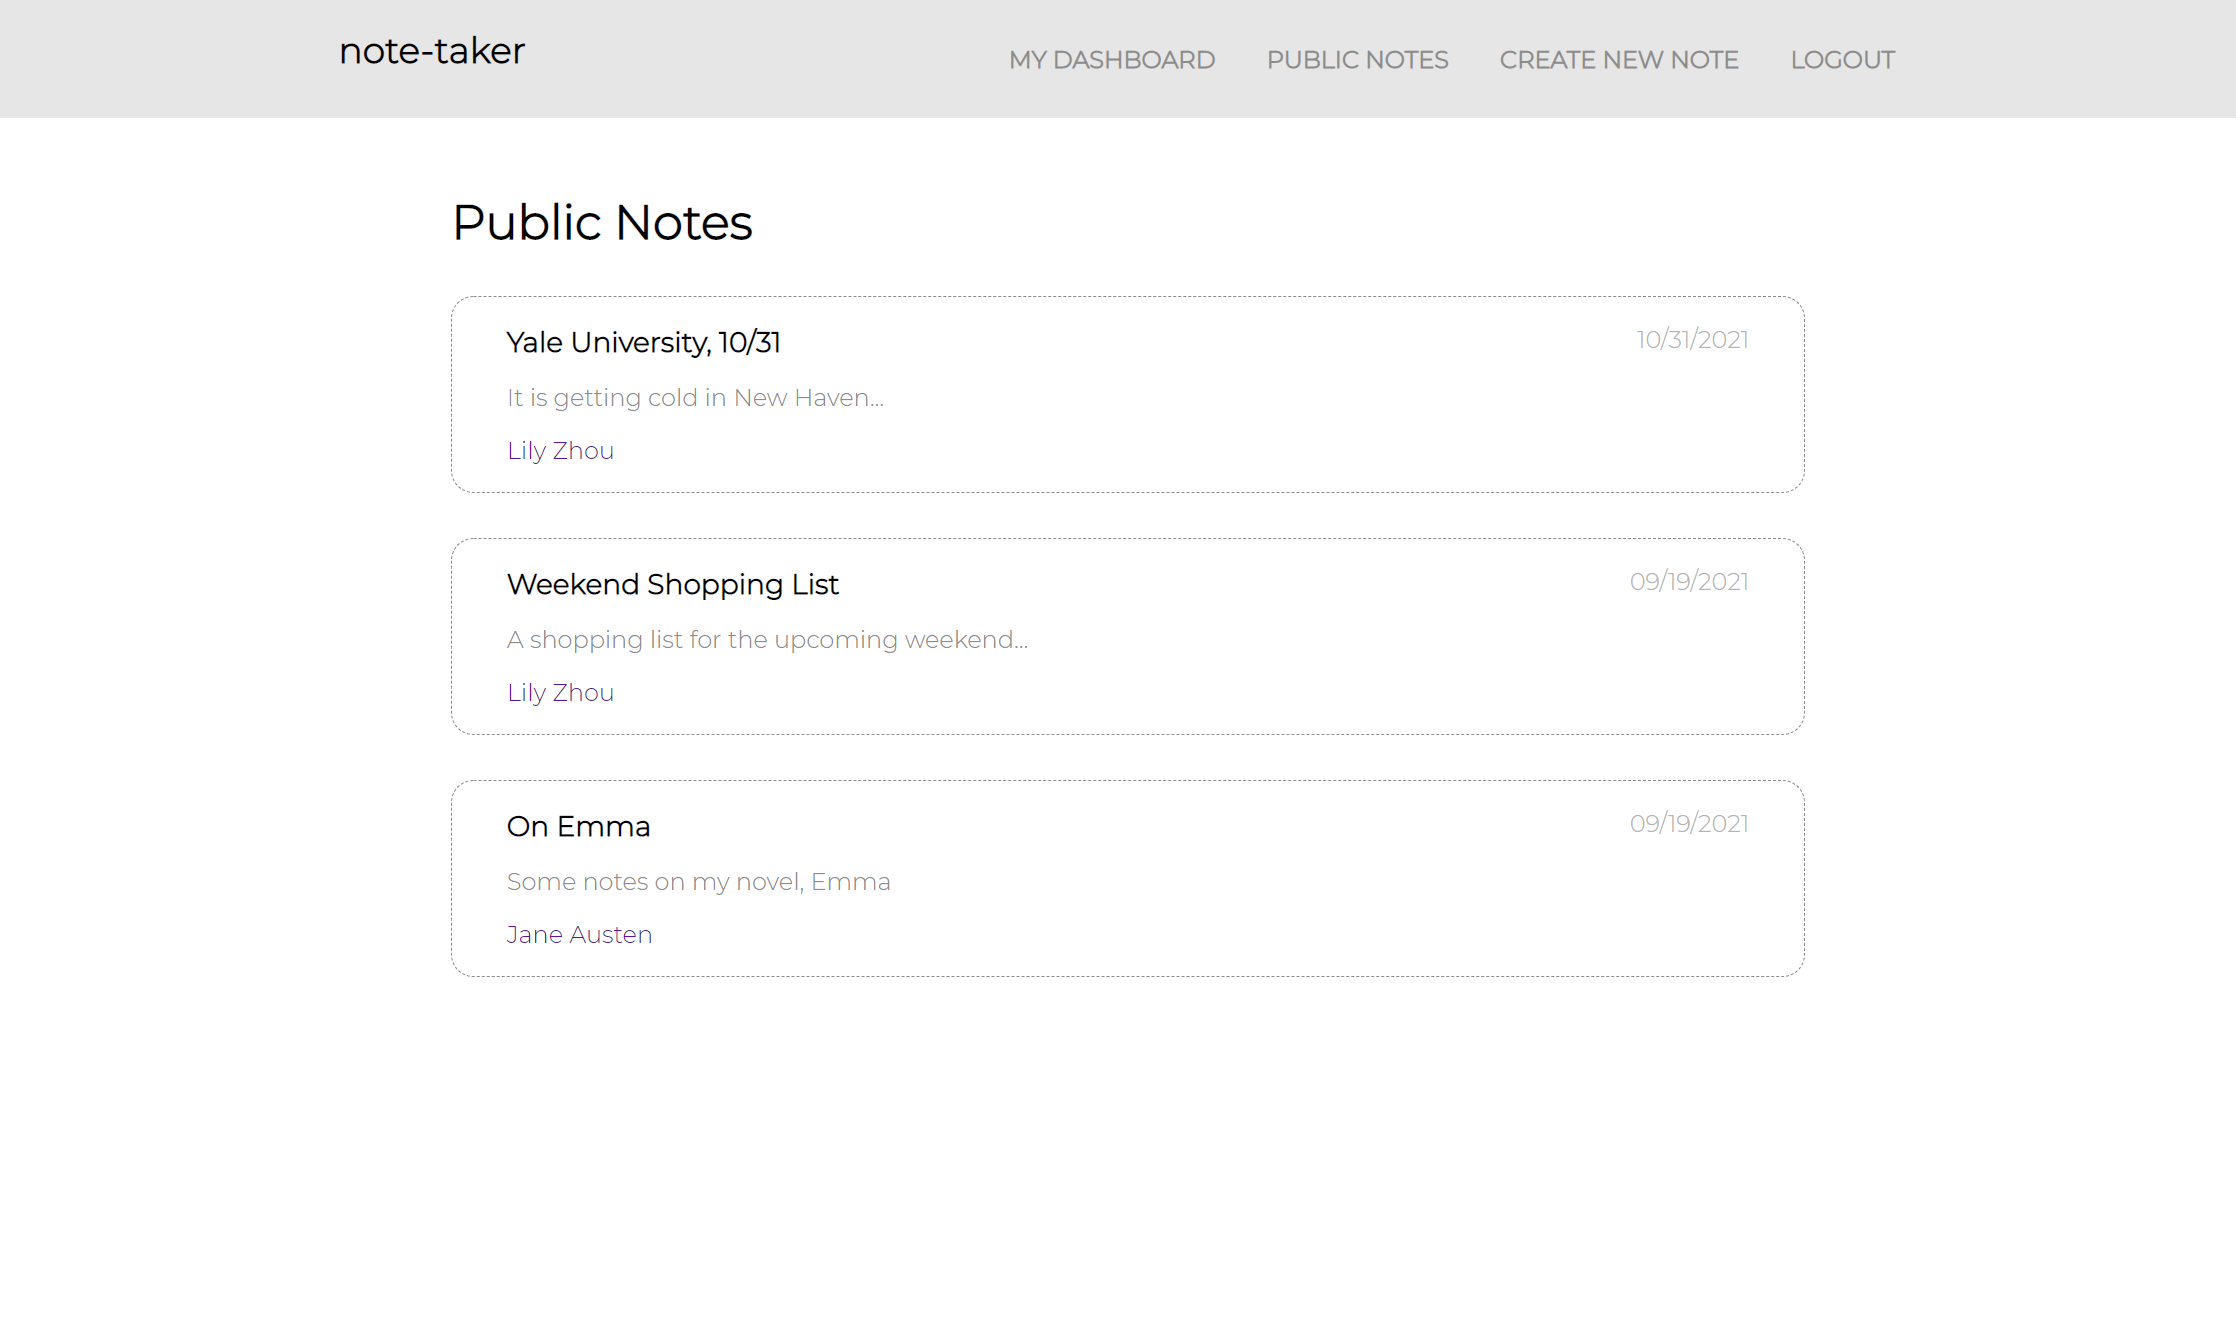 note-taker
MY DASHBOARD PUBLIC NOTES CREATE NEW NOTE LOGOUT
Public Notes
Yale University, 10/31
10/31/2021
It is getting cold in New Haven...
Lily Zhou
Weekend Shopping List
09/19/2021
A shopping list for the upcoming weekend...
Lily Zhou
On Emma
09/19/2021
Some notes on my novel, Emma
Jane Austen